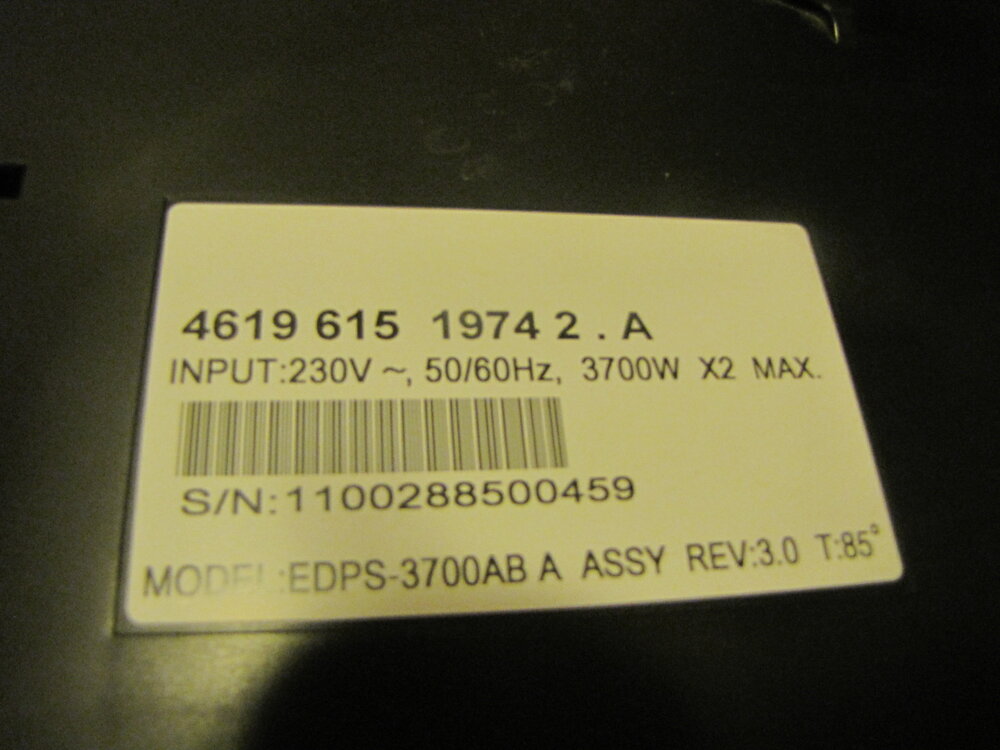 4619 615 1974 2 . A
INPUT:230V ~, 50/60Hz, 3700W X2 MAX.
S/N:1100288500459
MODEL:EDPS-3700AB A ASSY REV:3.0 T:85°